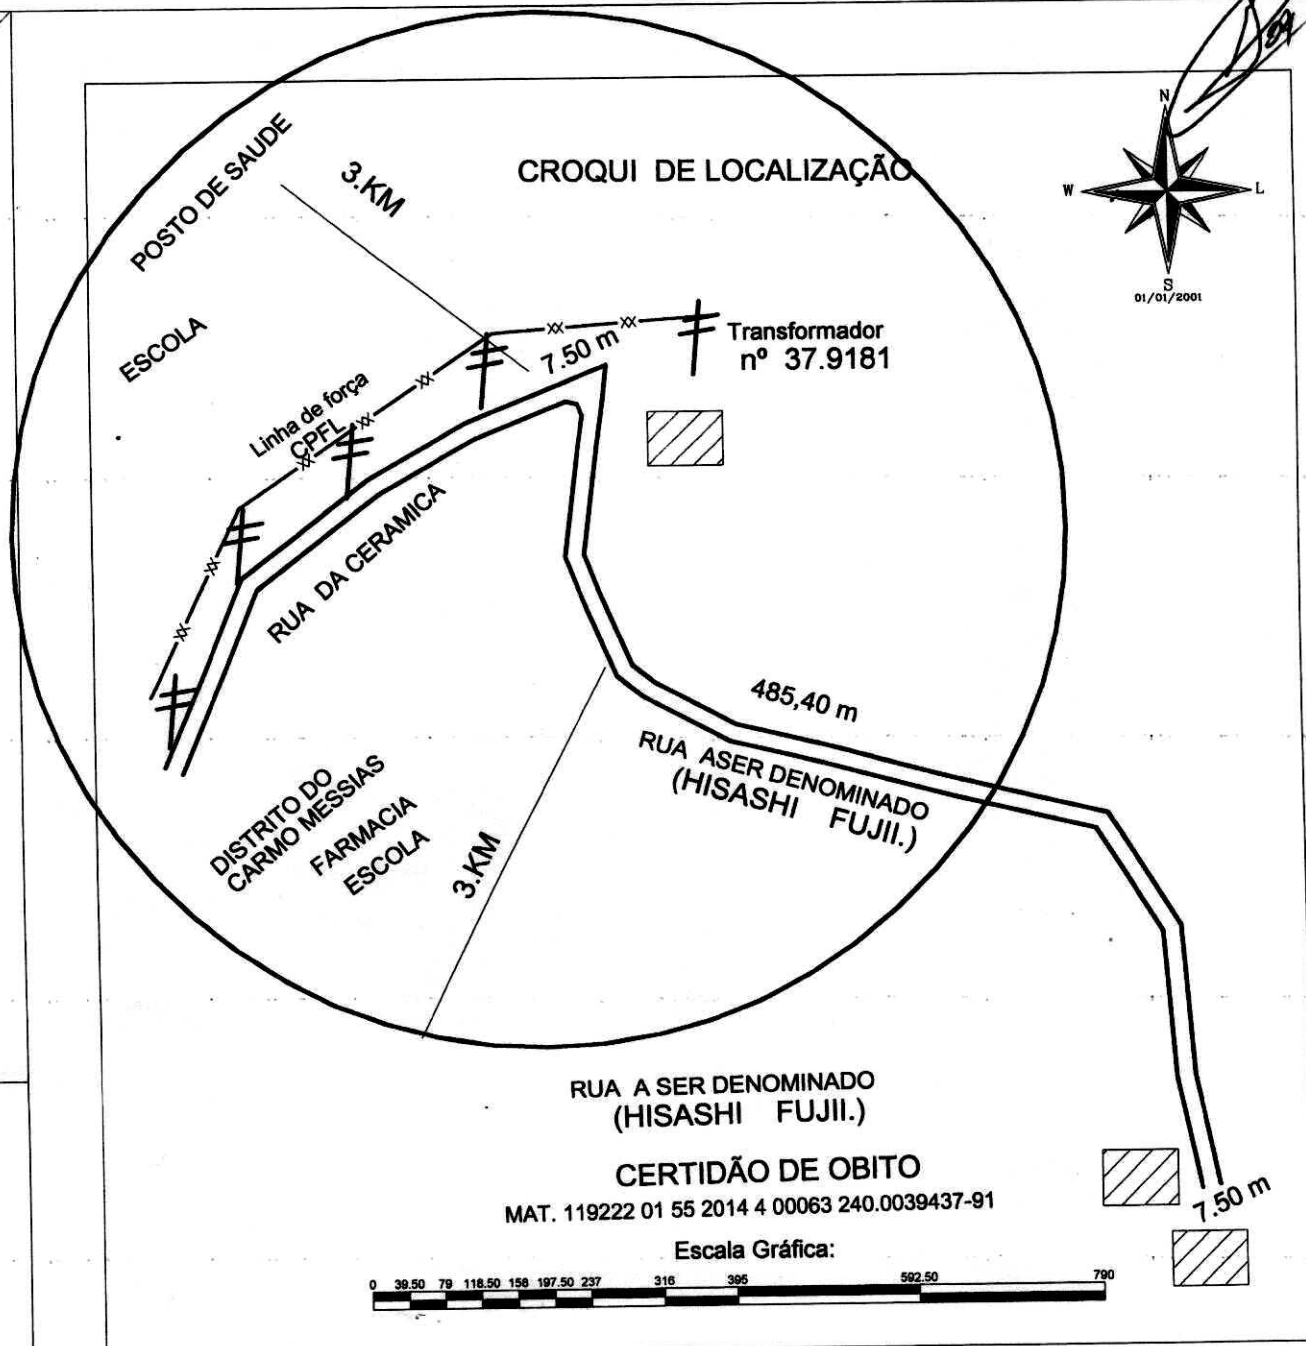 CROQUI DE LOCALIZAÇÃO
N
W
L
S
01/01/2001
POSTO DE SAUDE
3.KM
ESCOLA
Linha de força
CPFL
7.50 m
Transformador
nº 37.9181
RUA DA CERAMICA
485,40 m
RUA ASER DENOMINADO
(HISASHI FUJII.)
DISTRITO DO
CARMO MESSIAS
FARMACIA
ESCOLA
3.KM
RUA A SER DENOMINADO
(HISASHI FUJII.)
CERTIDÃO DE OBITO
MAT. 119222 01 55 2014 4 00063 240.0039437-91
7.50 m
Escala Gráfica:
0 39.50 79 118.50 158 197.50 237 316 395 592.50 790